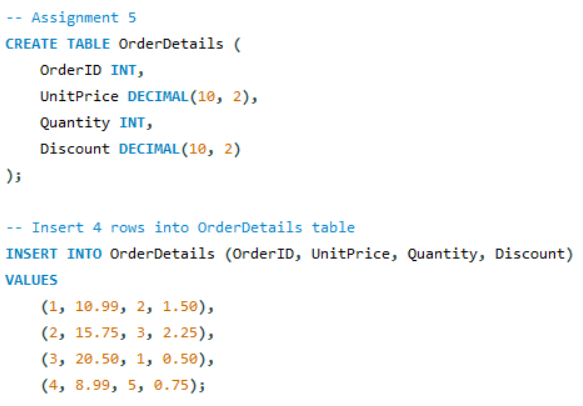 -- Assignment 5
CREATE TABLE OrderDetails (
    OrderID INT,
    UnitPrice DECIMAL(10, 2),
    Quantity INT,
    Discount DECIMAL(10, 2)
);

-- Insert 4 rows into OrderDetails table
INSERT INTO OrderDetails (OrderID, UnitPrice, Quantity, Discount)
VALUES
    (1, 10.99, 2, 1.50),
    (2, 15.75, 3, 2.25),
    (3, 20.50, 1, 0.50),
    (4, 8.99, 5, 0.75);